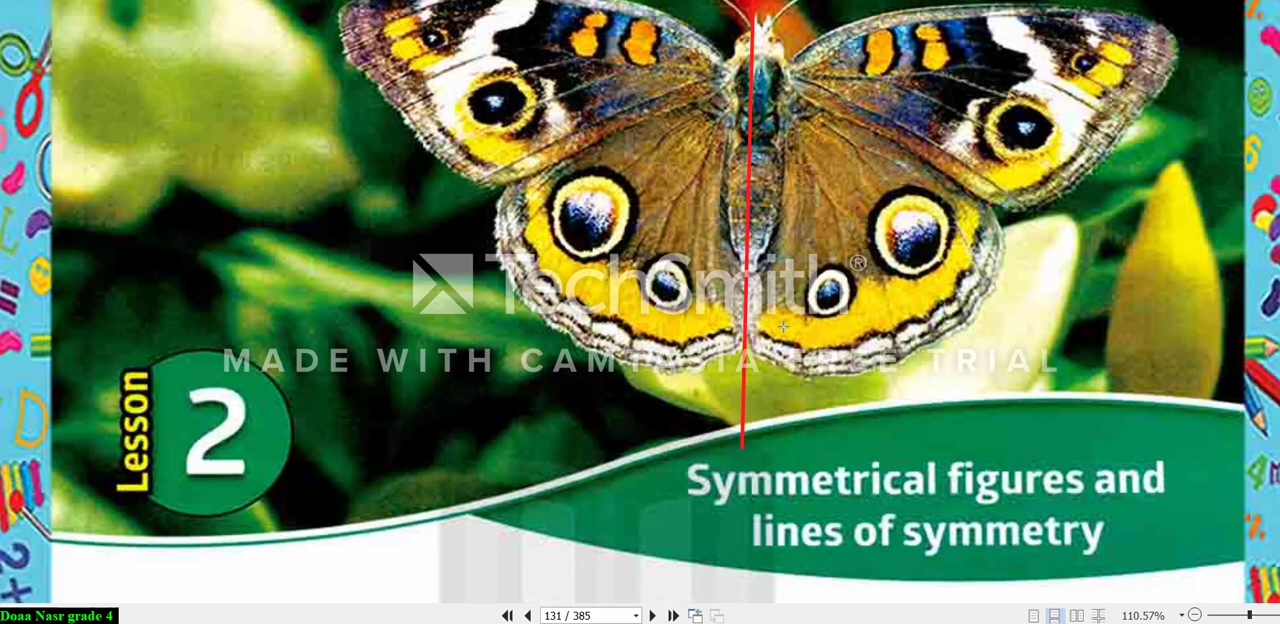 TechSmith®
MADE WITH CAMTASIA FREE TRIAL
Lesson
2
Symmetrical figures and
lines of symmetry
Doaa Nasr grade 4
131 / 385
110.57%